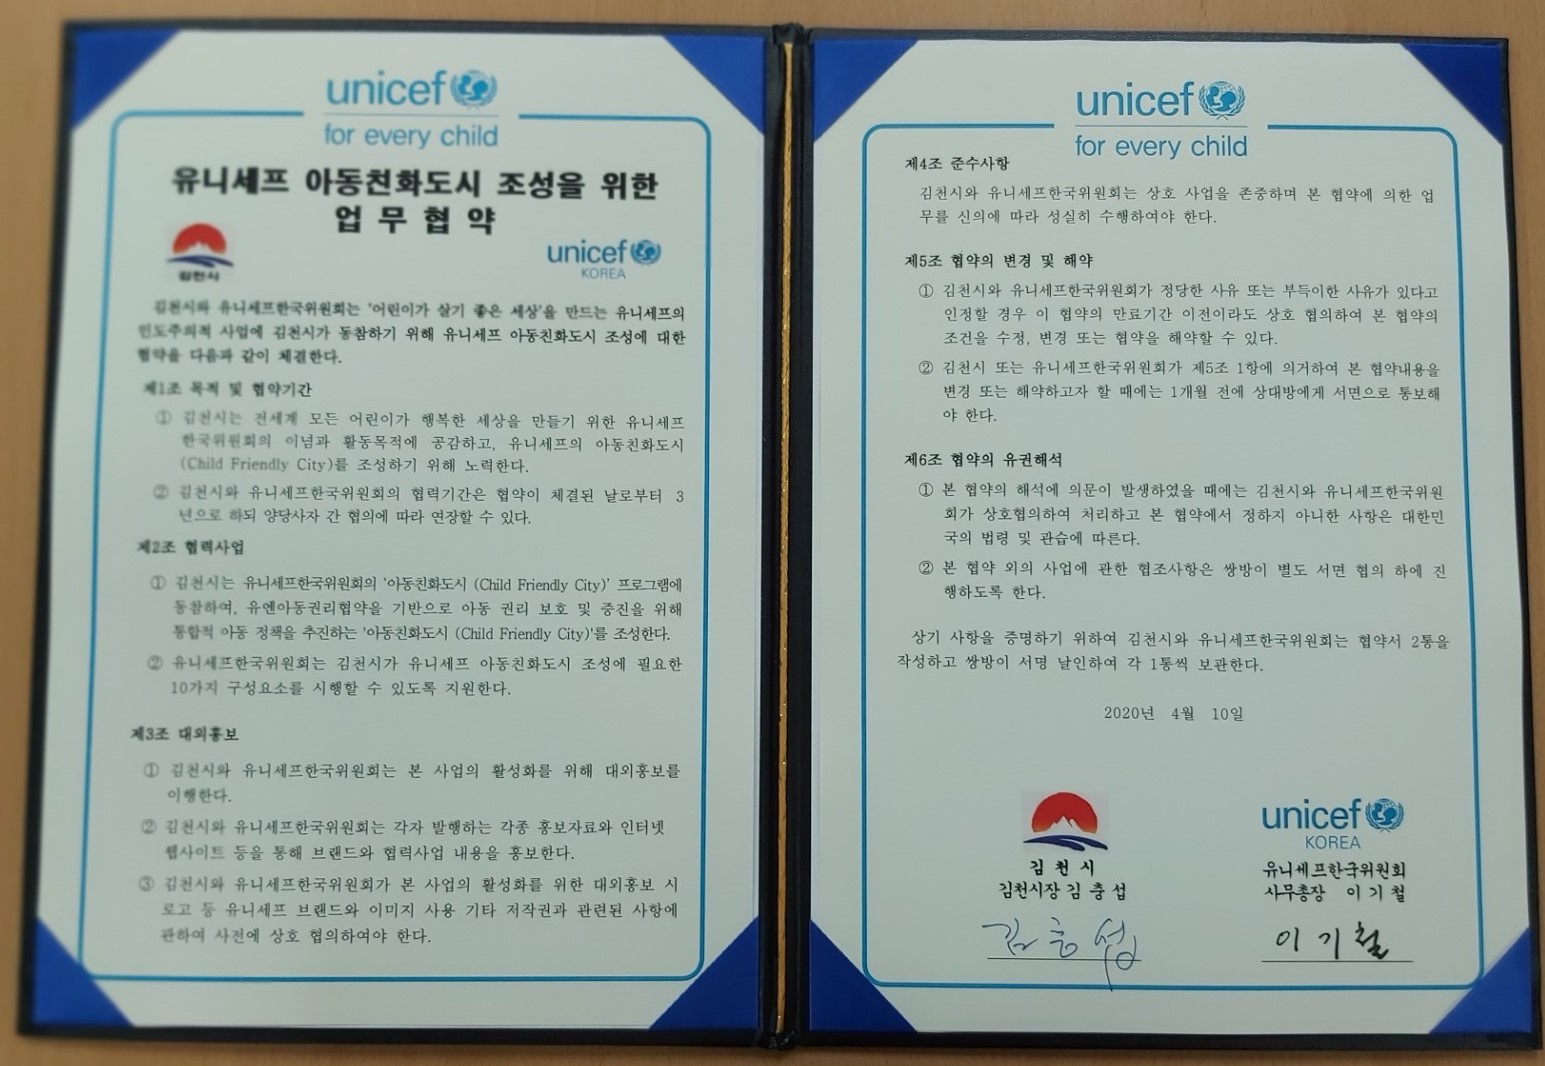 unicef
for every child
유니세프 아동친화도시 조성을 위한
업 무 협 약
김천시
unicef
KOREA
김천시와 유니세프한국위원회는 '어린이가 살기 좋은 세상'을 만드는 유니세프의
인도주의적 사업에 김천시가 동참하기 위해 유니세프 아동친화도시 조성에 대한
협약을 다음과 같이 체결한다.
제1조 목적 및 협약기간
① 김천시는 전세계 모든 어린이가 행복한 세상을 만들기 위한 유니세프
한국위원회의 이념과 활동목적에 공감하고, 유니세프의 아동친화도시
(Child Friendly City)를 조성하기 위해 노력한다.
② 김천시와 유니세프한국위원회의 협력기간은 협약이 체결된 날로부터 3
년으로 하되 양당사자 간 협의에 따라 연장할 수 있다.
제2조 협력사업
① 김천시는 유니세프한국위원회의 '아동친화도시 (Child Friendly City)' 프로그램에
동참하여, 유엔아동권리협약을 기반으로 아동 권리 보호 및 증진을 위해
통합적 아동 정책을 추진하는 '아동친화도시 (Child Friendly City)'를 조성한다.
② 유니세프한국위원회는 김천시가 유니세프 아동친화도시 조성에 필요한
10가지 구성요소를 시행할 수 있도록 지원한다.
제3조 대외홍보
① 김천시와 유니세프한국위원회는 본 사업의 활성화를 위해 대외홍보를
이행한다.
② 김천시와 유니세프한국위원회는 각자 발행하는 각종 홍보자료와 인터넷
웹사이트 등을 통해 브랜드와 협력사업 내용을 홍보한다.
③ 김천시와 유니세프한국위원회가 본 사업의 활성화를 위한 대외홍보 시
로고 등 유니세프 브랜드와 이미지 사용 기타 저작권과 관련된 사항에
관하여 사전에 상호 협의하여야 한다.
unicef
for every child
제4조 준수사항
김천시와 유니세프한국위원회는 상호 사업을 존중하며 본 협약에 의한 업
무를 신의에 따라 성실히 수행하여야 한다.
제5조 협약의 변경 및 해약
① 김천시와 유니세프한국위원회가 정당한 사유 또는 부득이한 사유가 있다고
인정할 경우 이 협약의 만료기간 이전이라도 상호 협의하여 본 협약의
조건을 수정, 변경 또는 협약을 해약할 수 있다.
② 김천시 또는 유니세프한국위원회가 제5조 1항에 의거하여 본 협약내용을
변경 또는 해약하고자 할 때에는 1개월 전에 상대방에게 서면으로 통보해
야 한다.
제6조 협약의 유권해석
① 본 협약의 해석에 의문이 발생하였을 때에는 김천시와 유니세프한국위원
회가 상호협의하여 처리하고 본 협약에서 정하지 아니한 사항은 대한민
국의 법령 및 관습에 따른다.
② 본 협약 외의 사업에 관한 협조사항은 쌍방이 별도 서면 협의 하에 진
행하도록 한다.
상기 사항을 증명하기 위하여 김천시와 유니세프한국위원회는 협약서 2통을
작성하고 쌍방이 서명 날인하여 각 1통씩 보관한다.
2020년 4월 10일
김 천 시
김천시장 김 충 섭
김충섭
unicef
KOREA
유니세프한국위원회
사무총장 이 기 철
이 기 철